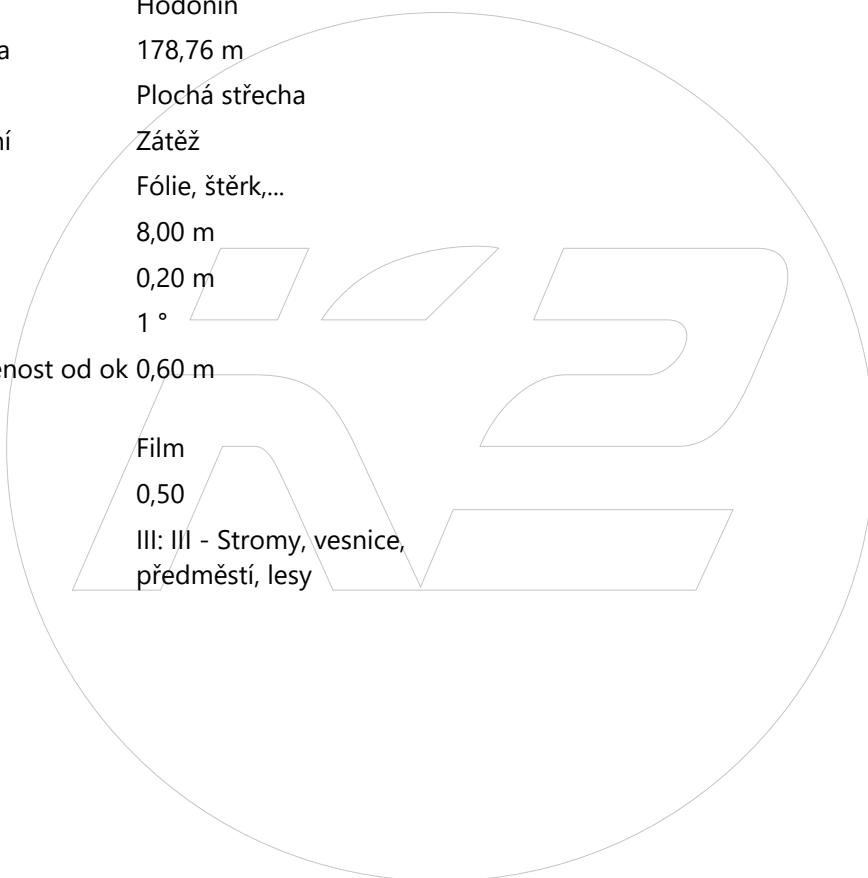 Hodonín
a 178,76 m
Plochá střecha
ní Zátěž
Fólie, štěrk,...
8,00 m
0,20 m
1 °
enost od ok 0,60 m
Film
0,50
III: III - Stromy, vesnice,
předměstí, lesy
K2